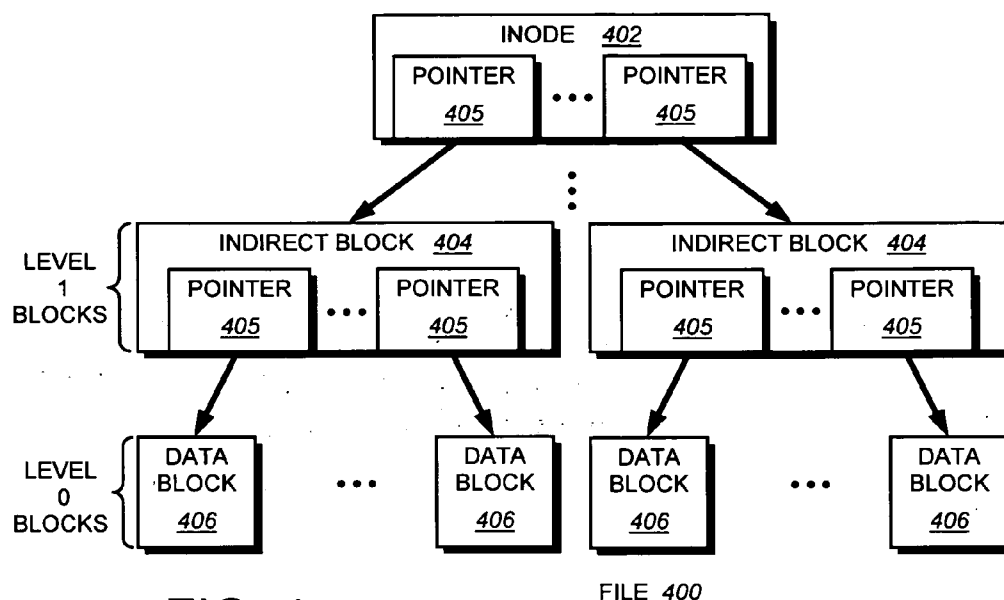 INODE 402
POINTER POINTER
405 405
LEVEL
1
BLOCKS
INDIRECT BLOCK 404
POINTER POINTER
405 405
INDIRECT BLOCK 404
POINTER POINTER
405 405
LEVEL
0
BLOCKS
DATA
BLOCK
406
DATA
BLOCK
406
DATA
BLOCK
406
DATA
BLOCK
406
FILE 400